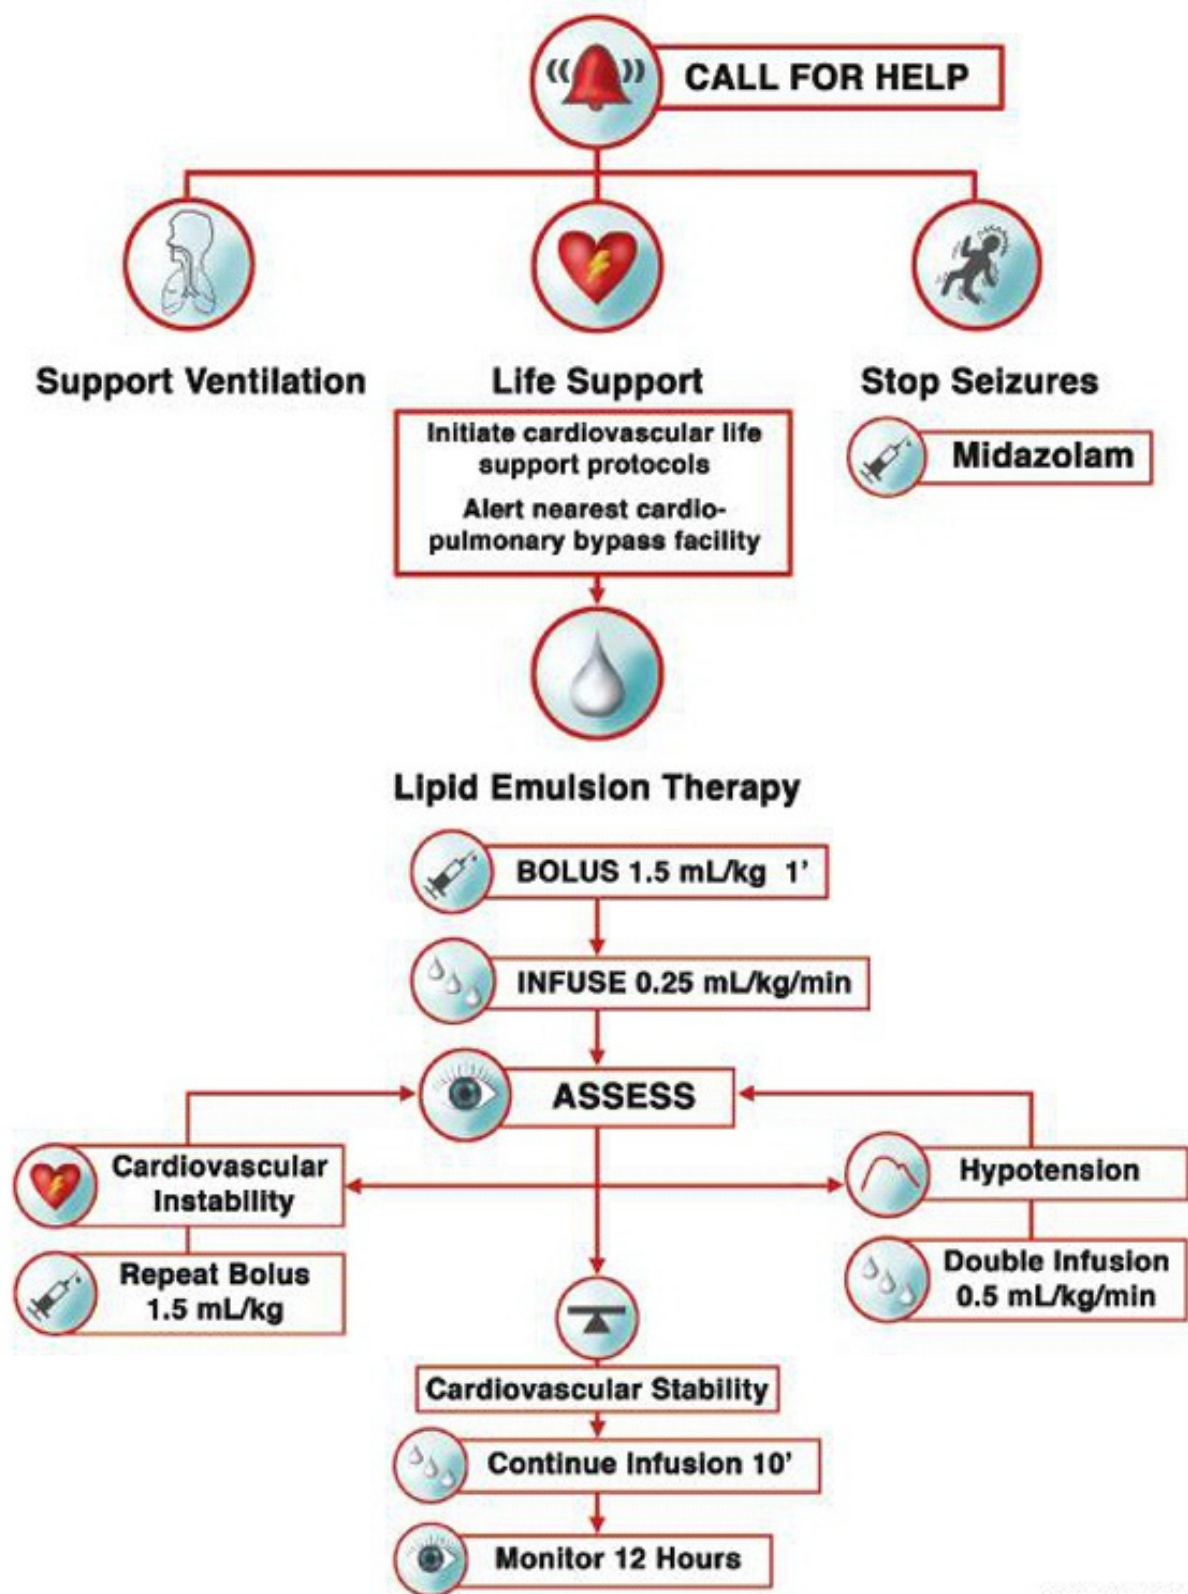 CALL FOR HELP
Support Ventilation
Life Support
Initiate cardiovascular life
support protocols
Alert nearest cardio-
pulmonary bypass facility
Stop Seizures
Midazolam
Lipid Emulsion Therapy
BOLUS 1.5 mL/kg 1’
INFUSE 0.25 mL/kg/min
ASSESS
Cardiovascular
Instability
Repeat Bolus
1.5 mL/kg
Hypotension
Double Infusion
0.5 mL/kg/min
Cardiovascular Stability
Continue Infusion 10’
Monitor 12 Hours